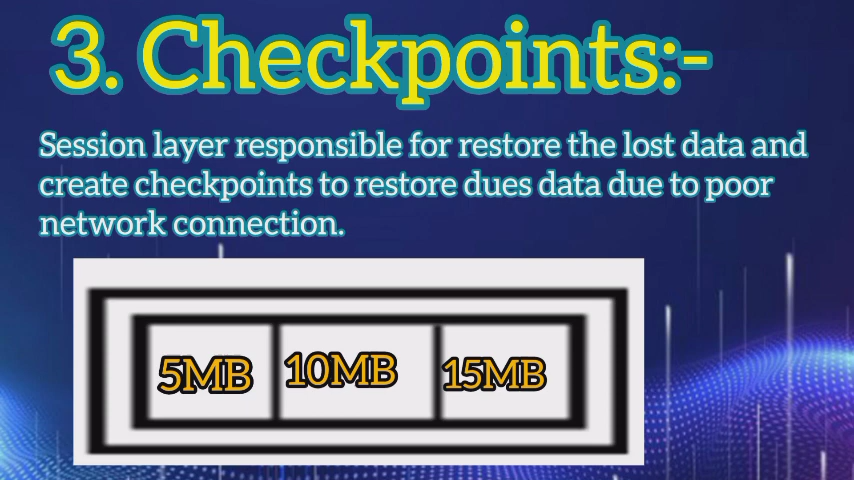 3. Checkpoints:-
Session layer responsible for restore the lost data and
create checkpoints to restore dues data due to poor
network connection.
5MB 10MB 15MB